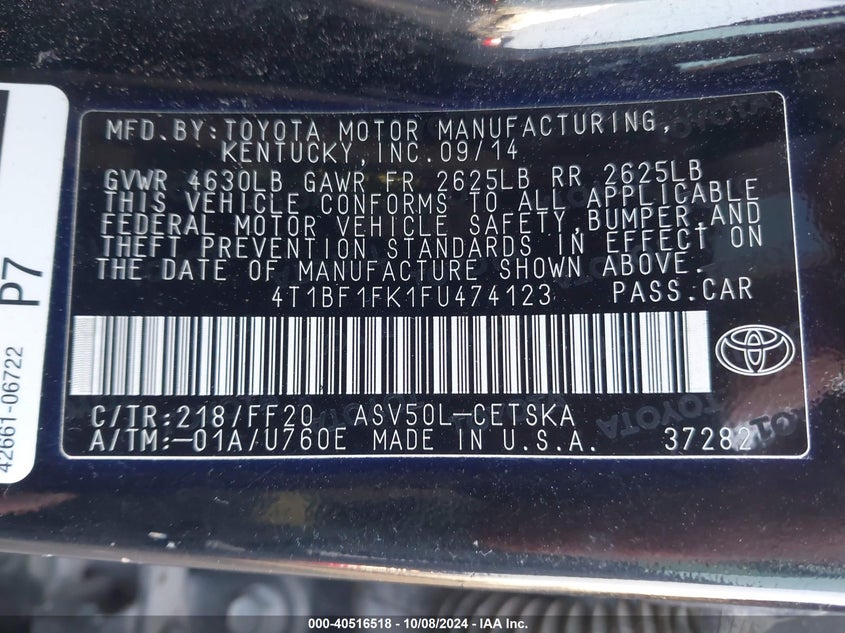 MFD. BY: TOYOTA MOTOR MANUFACTURING,
KENTUCKY, INC. 09/14
GVWR 4630LB GAWR FR 2625LB RR 2625LB
THIS VEHICLE CONFORMS TO ALL APPLICABLE
FEDERAL MOTOR VEHICLE SAFETY, BUMPER, AND
THEFT PREVENTION STANDARDS IN EFFECT ON
THE DATE OF MANUFACTURE SHOWN ABOVE.
4T1BF1FK1FU474123 PASS. CAR
C/TR: 218/FF20 ASV50L-CETSKA
A/TM: -01A/U760E MADE IN U.S.A. 37282
P7
42661-06722
000-40516518 - 10/08/2024 - IAA Inc.